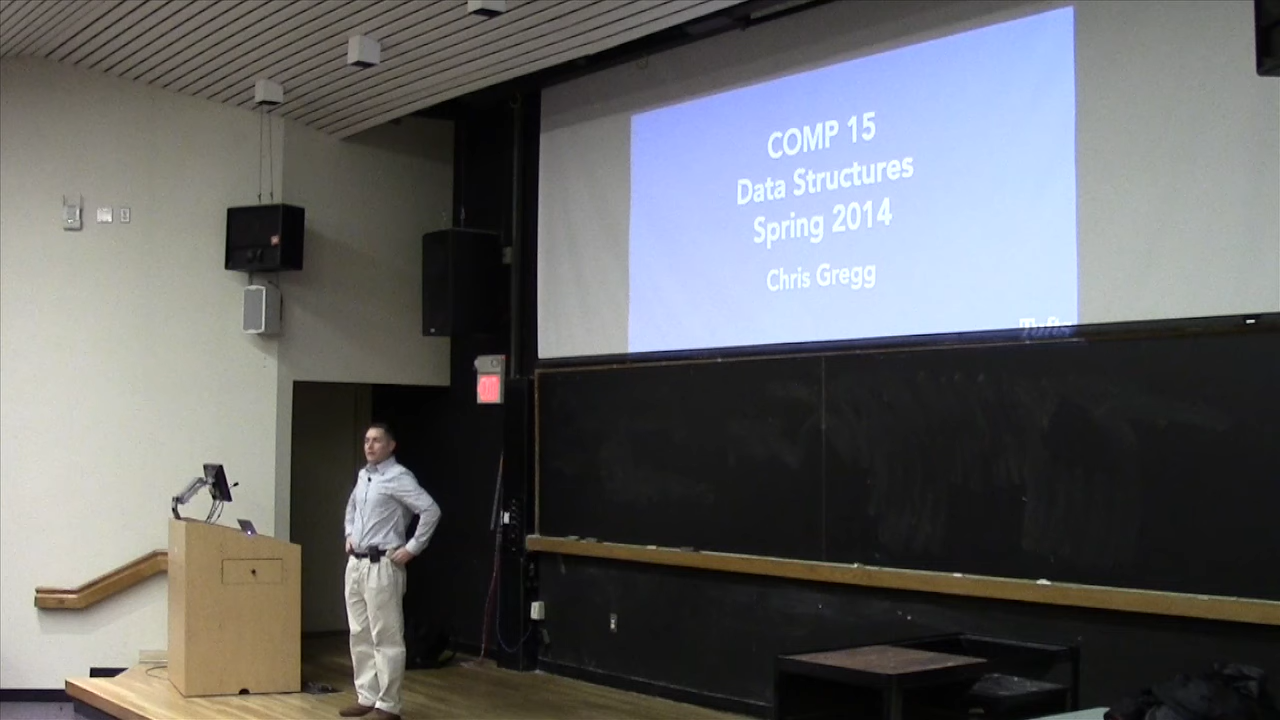 COMP 15
Data Structures
Spring 2014
Chris Gregg
Tufts